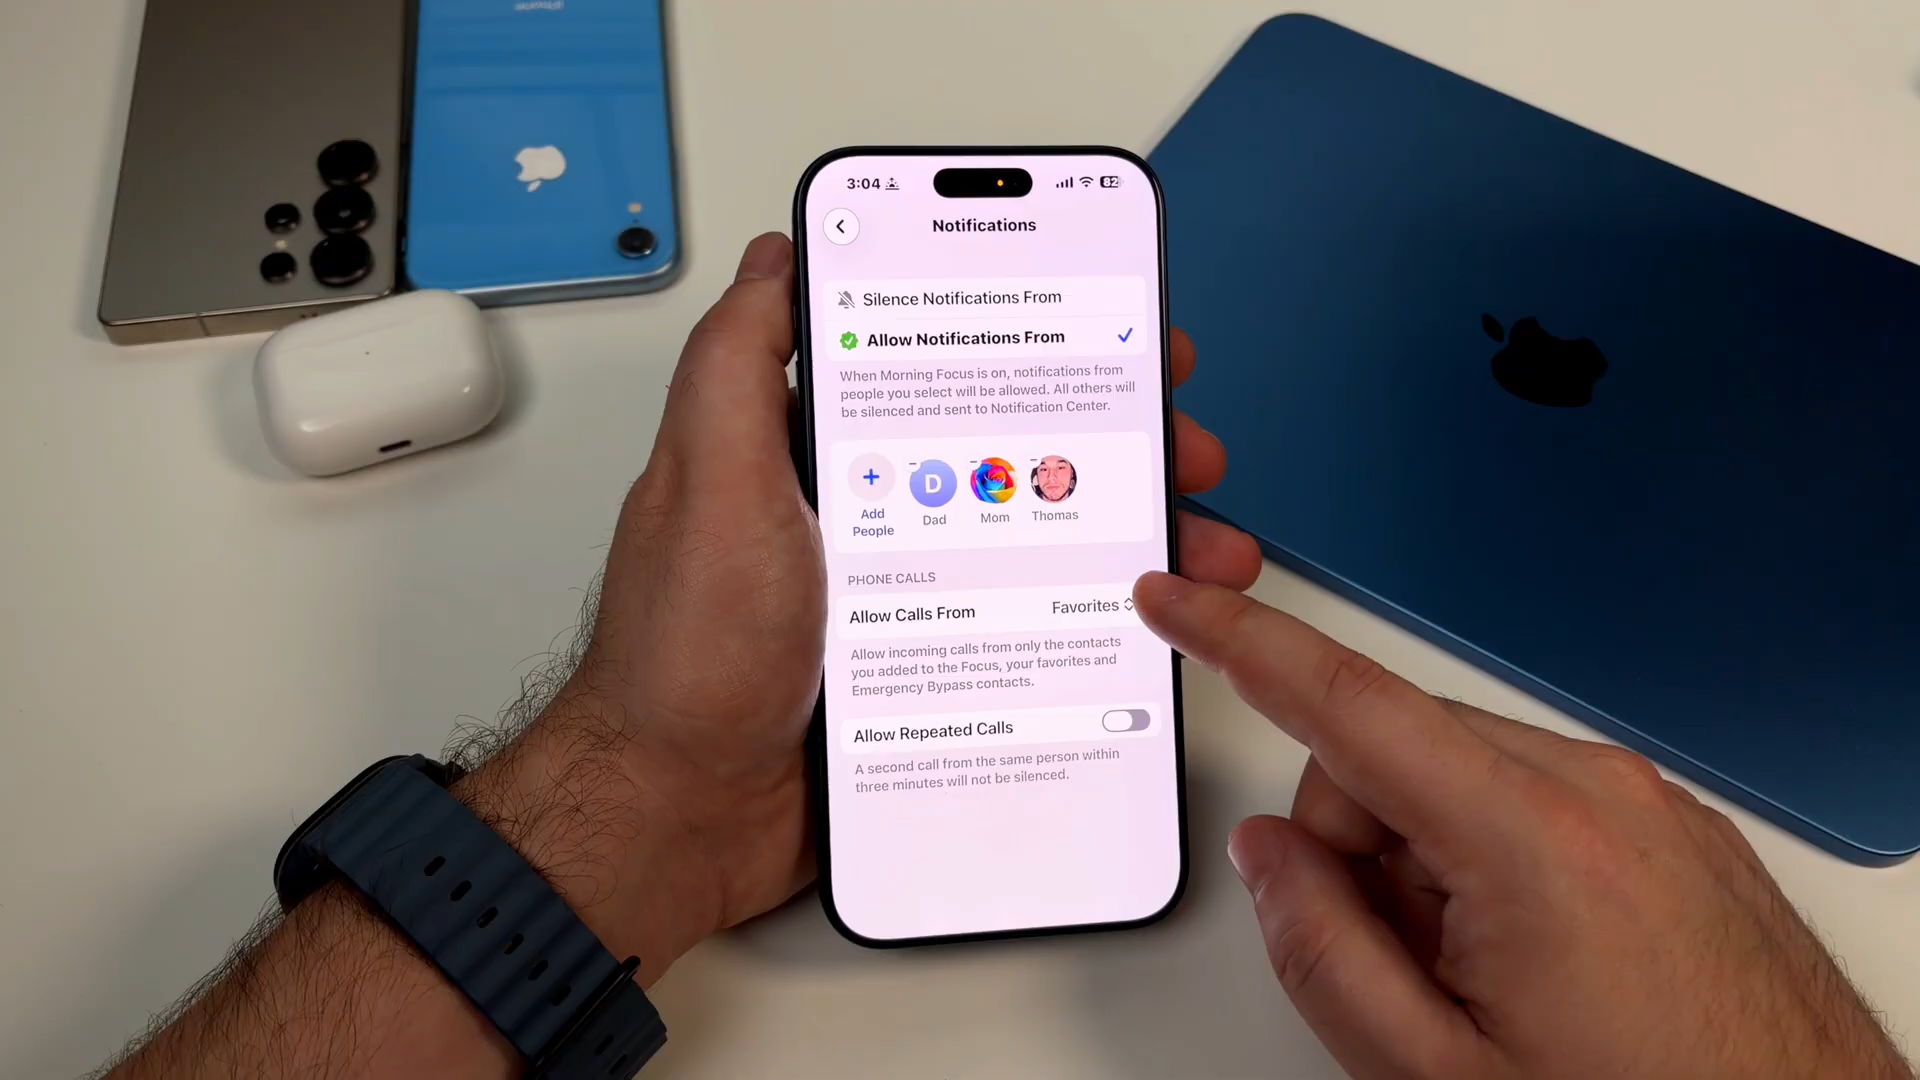 iPhone
3:04
82
Notifications
Silence Notifications From
Allow Notifications From
When Morning Focus is on, notifications from
people you select will be allowed. All others will
be silenced and sent to Notification Center.
Add
People
D
Dad
Mom
Thomas
PHONE CALLS
Allow Calls From
Favorites
Allow incoming calls from only the contacts
you added to the Focus, your favorites and
Emergency Bypass contacts.
Allow Repeated Calls
A second call from the same person within
three minutes will not be silenced.